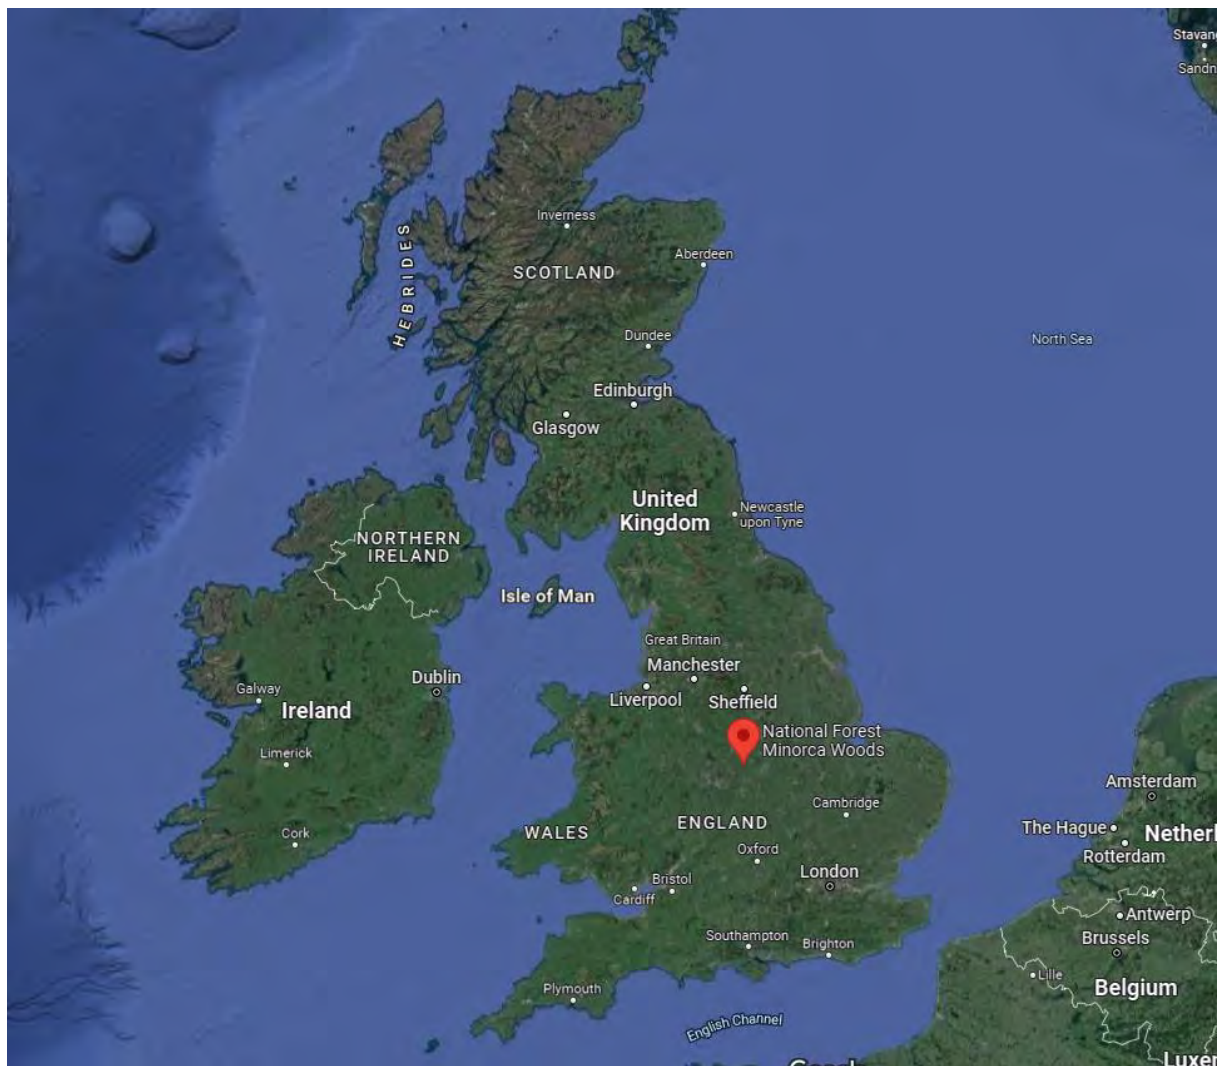 Stavan
Sandn
Inverness
Aberdeen
SCOTLAND
HEBRIDES
Dundee
North Sea
Edinburgh
Glasgow
United
Kingdom
Newcastle
upon Tyne
NORTHERN
IRELAND
Isle of Man
Great Britain
Manchester
Dublin
Galway
Liverpool
Sheffield
Ireland
National Forest
Minorca Woods
Limerick
Amsterdam
Cambridge
WALES
ENGLAND
The Hague
Netherl
Cork
Oxford
Rotterdam
London
Bristol
Cardiff
Antwerp
Southampton
Brighton
Brussels
Lille
Plymouth
Belgium
English Channel
Luxen